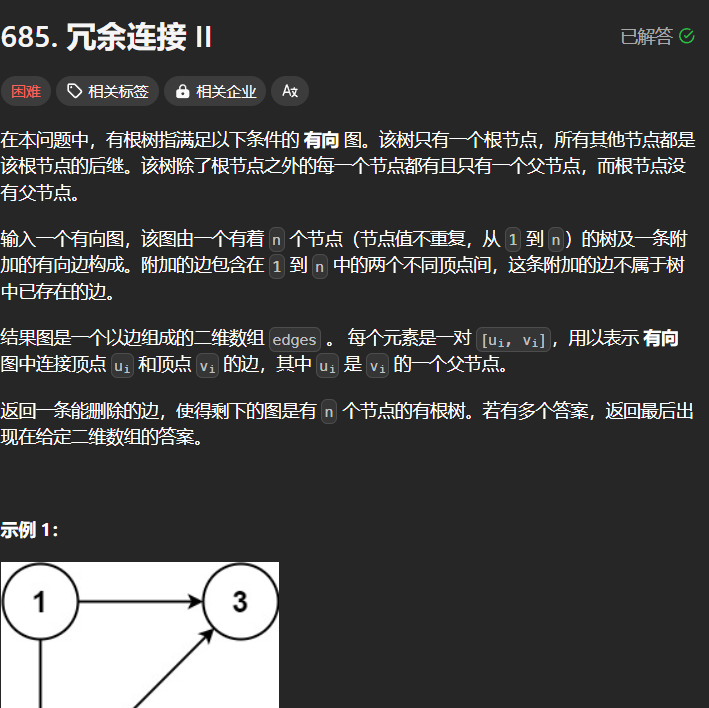 685. 冗余连接 II
已解答
困难 相关标签 相关企业
在本问题中，有根树指满足以下条件的 有向 图。该树只有一个根节点，所有其他节点都是
该根节点的后继。该树除了根节点之外的每一个节点都有且只有一个父节点，而根节点没
有父节点。
输入一个有向图，该图由一个有着 n 个节点（节点值不重复，从 1 到 n）的树及一条附
加的有向边构成。附加的边包含在 1 到 n 中的两个不同顶点间，这条附加的边不属于树
中已存在的边。
结果图是一个以边组成的二维数组 edges 。 每个元素是一对 [uᵢ, vᵢ]，用以表示 有向
图中连接顶点 uᵢ 和顶点 vᵢ 的边，其中 uᵢ 是 vᵢ 的一个父节点。
返回一条能删除的边，使得剩下的图是有 n 个节点的有根树。若有多个答案，返回最后出
现在给定二维数组的答案。
示例 1：
1 3